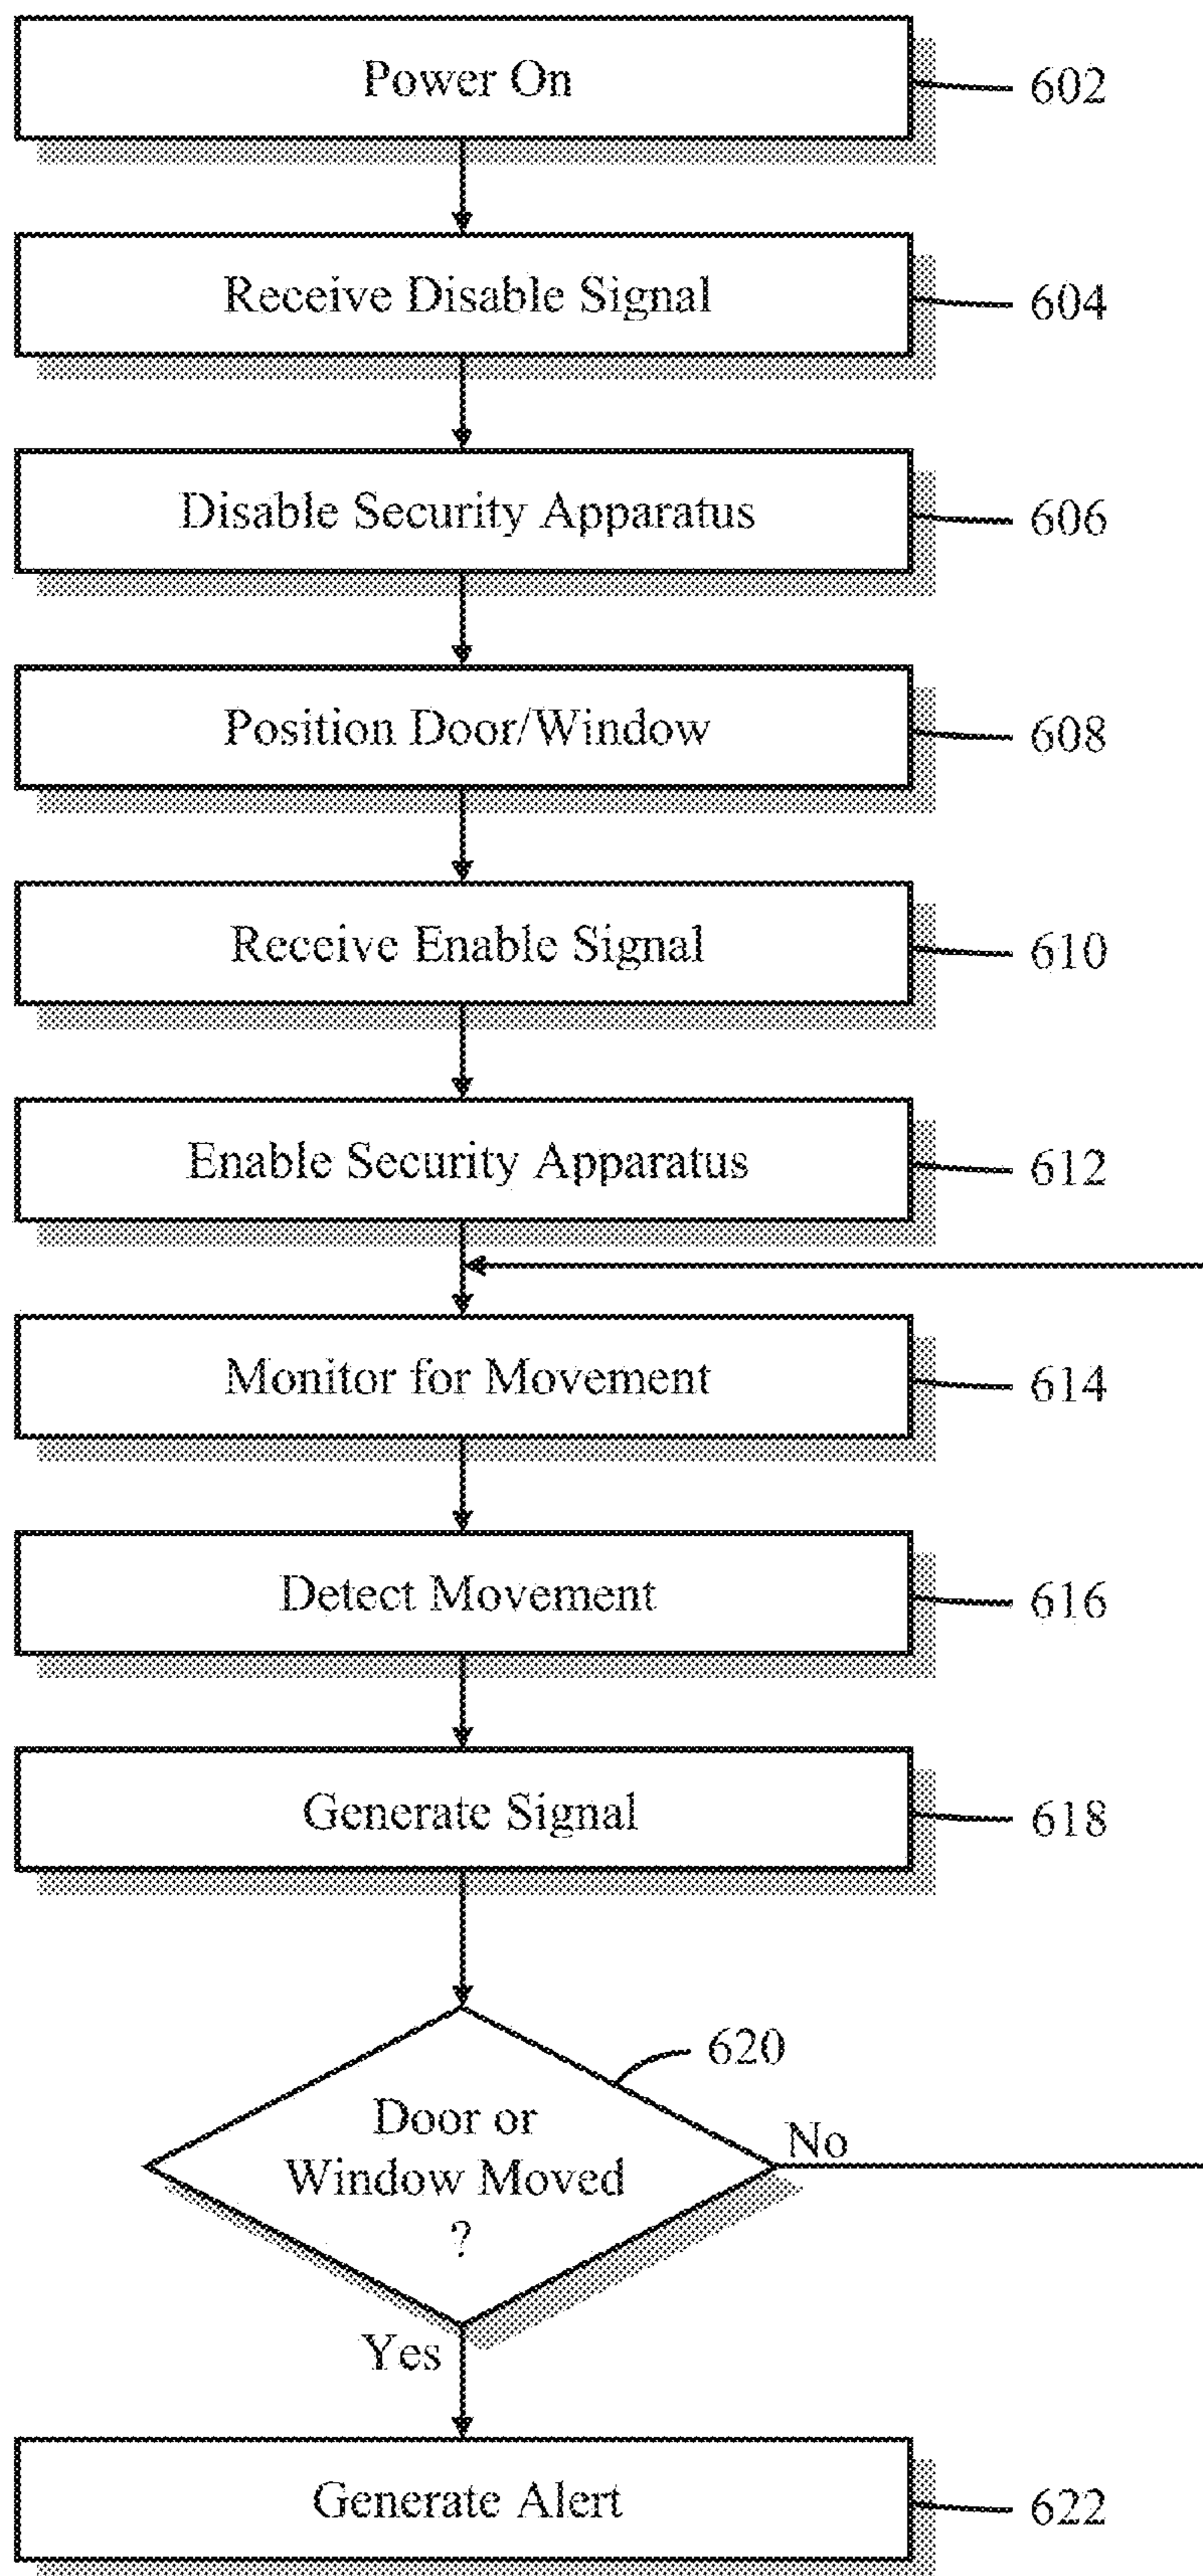 Power On
602
Receive Disable Signal
604
Disable Security Apparatus
606
Position Door/Window
608
Receive Enable Signal
610
Enable Security Apparatus
612
Monitor for Movement
614
Detect Movement
616
Generate Signal
618
620
Door or
Window Moved
?
No
Yes
Generate Alert
622